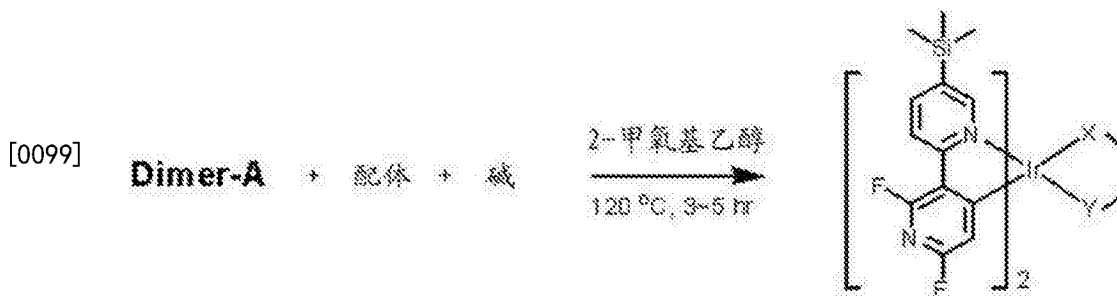 [0099]
Dimer-A + 配体 + 碱
2-甲氧基乙醇
120 °C, 3~5 hr
Si
N
Ir
X
Y
F
N
F
2